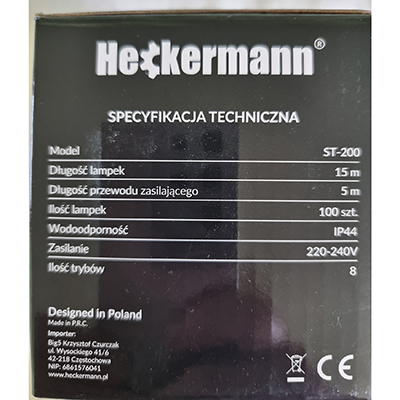 Heckermann®
SPECYFIKACJA TECHNICZNA
Model ST-200
Długość lampek 15 m
Długość przewodu zasilającego 5 m
Ilość lampek 100 szt.
Wodoodporność IP44
Zasilanie 220-240V
Ilość trybów 8
Designed in Poland
Made in P.R.C.
Importer:
Big5 Krzysztof Czurczak
ul. Wysockiego 41/6
42-218 Częstochowa
NIP: 6861576041
www.heckermann.pl
CE